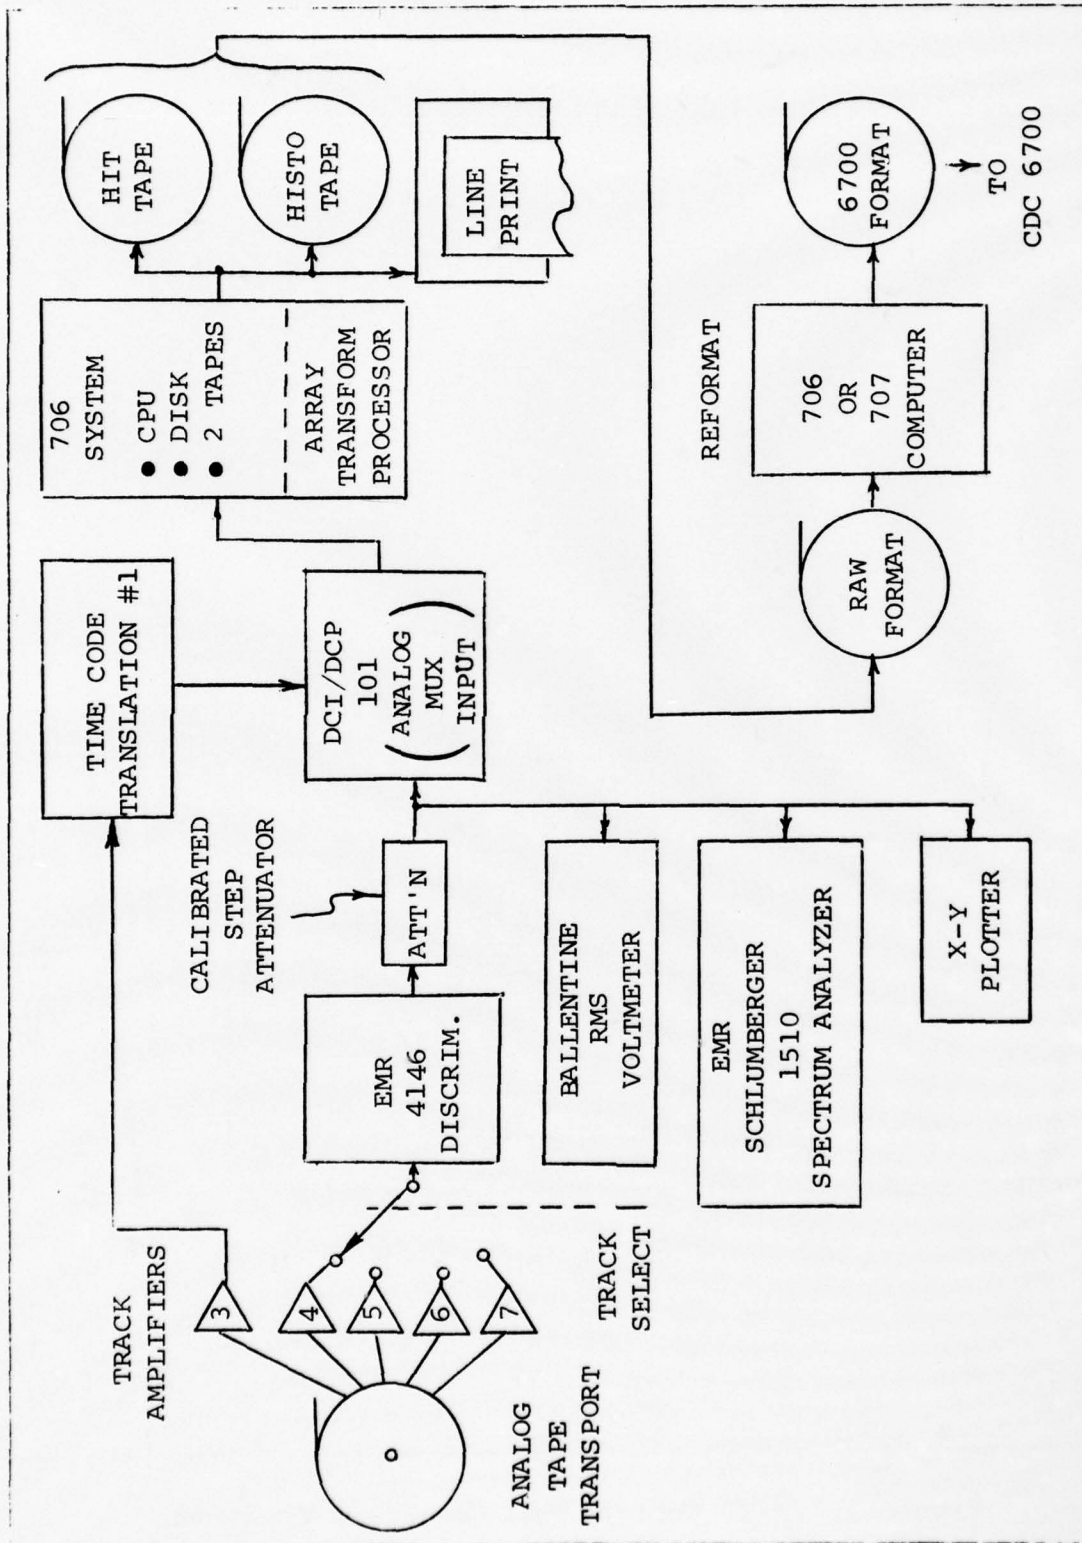 TRACK
AMPLIFIERS
3
4
5
6
7
ANALOG
TAPE
TRANSPORT
TRACK
SELECT
TIME CODE
TRANSLATION #1
CALIBRATED
STEP
ATTENUATOR
EMR
4146
DISCRIM.
ATT'N
DCI/DCP
101
(ANALOG
MUX
INPUT)
BALLENTINE
RMS
VOLTMETER
EMR
SCHLUMBERGER
1510
SPECTRUM ANALYZER
X-Y
PLOTTER
706
SYSTEM
● CPU
● DISK
● 2 TAPES
ARRAY
TRANSFORM
PROCESSOR
HIT
TAPE
HISTO
TAPE
LINE
PRINT
REFORMAT
RAW
FORMAT
706
OR
707
COMPUTER
6700
FORMAT
TO
CDC 6700